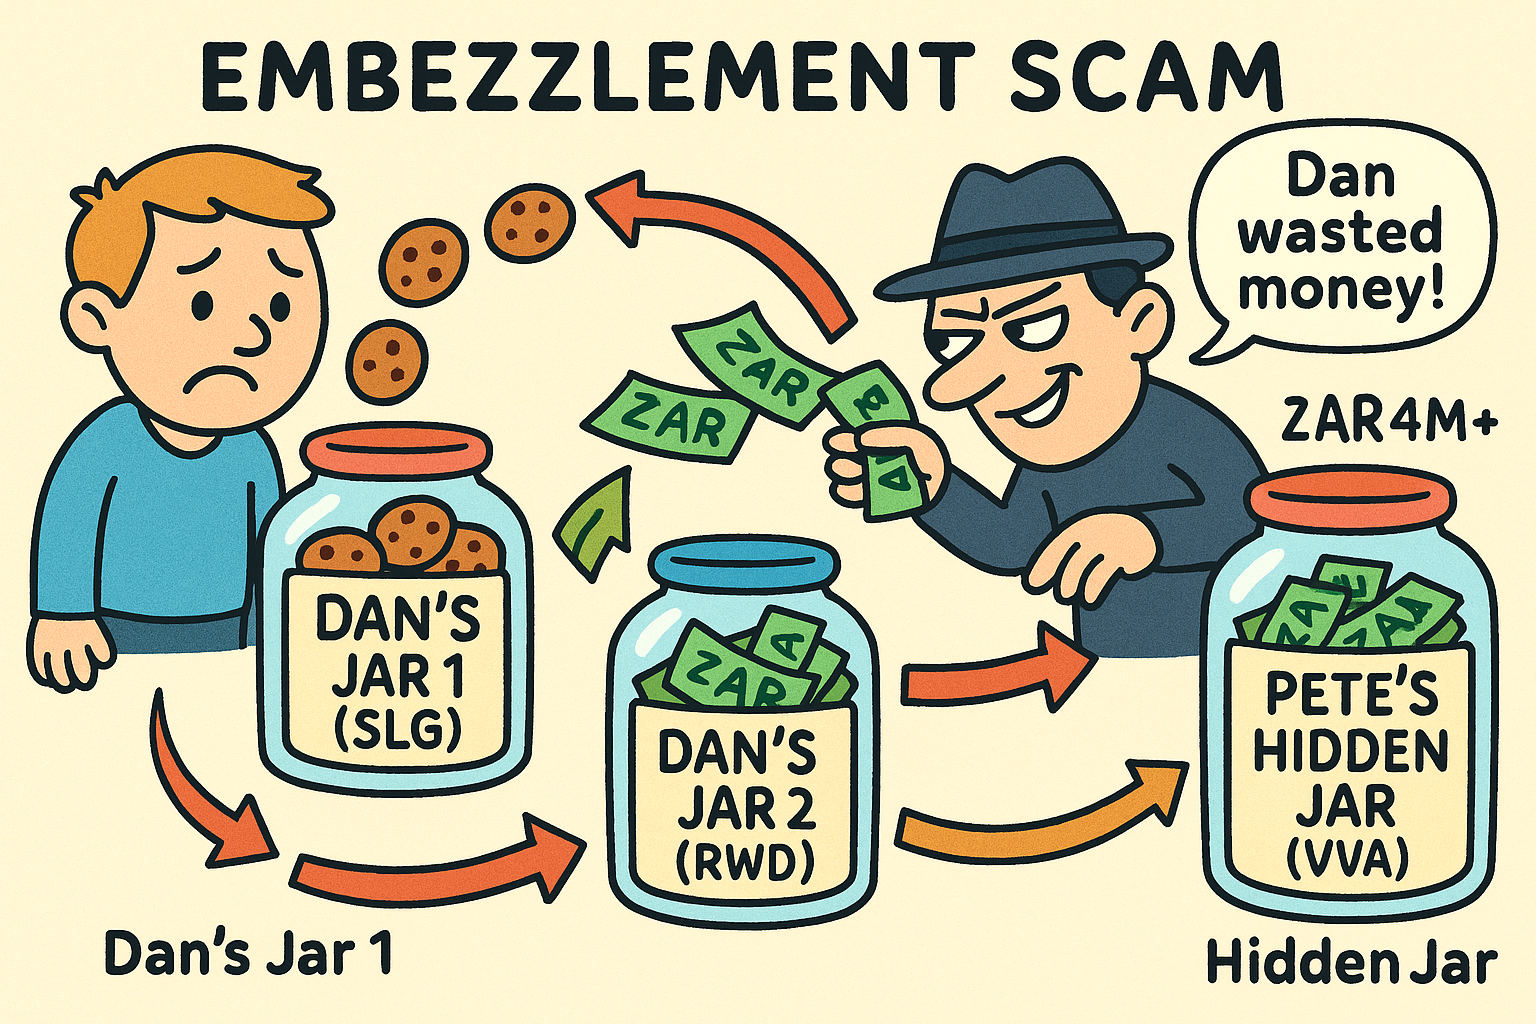 EMBEZZLEMENT SCAM
Dan
wasted
money!
ZAR
ZAR
ZAR4M+
DAN'S
JAR 1
(SLG)
ZAR
A
DAN'S
JAR 2
(RWD)
ZA
PETE'S
HIDDEN
JAR
(VVA)
Dan's Jar 1
Hidden Jar